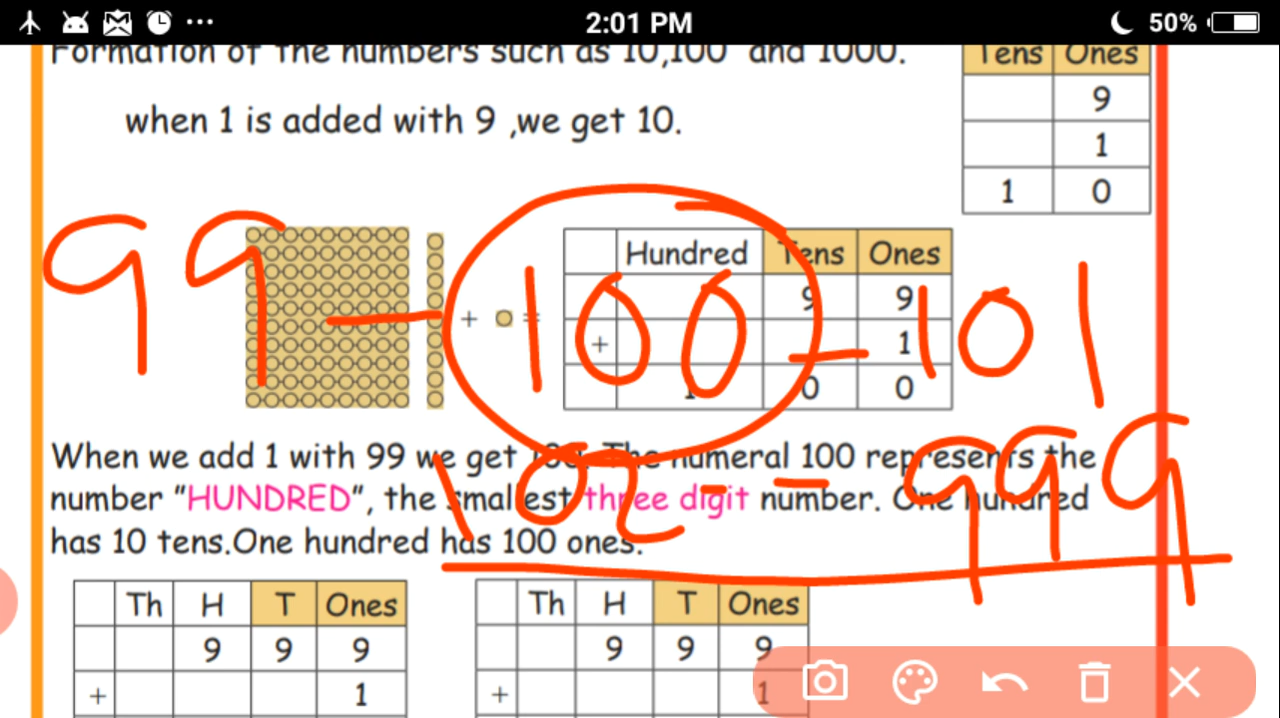 2:01 PM
50%
Formation of the numbers such as 10,100 and 1000.
when 1 is added with 9 ,we get 10.
Tens Ones
9
1
1 0
Hundred Tens Ones
9 9
+ 1
1 0 0
+ =
99 - 100 - 101
102 - - 999
When we add 1 with 99 we get 100. The numeral 100 represents the
number "HUNDRED", the smallest three digit number. One hundred
has 10 tens.One hundred has 100 ones.
Th H T Ones
9 9 9
+ 1
Th H T Ones
9 9 9
+ 1